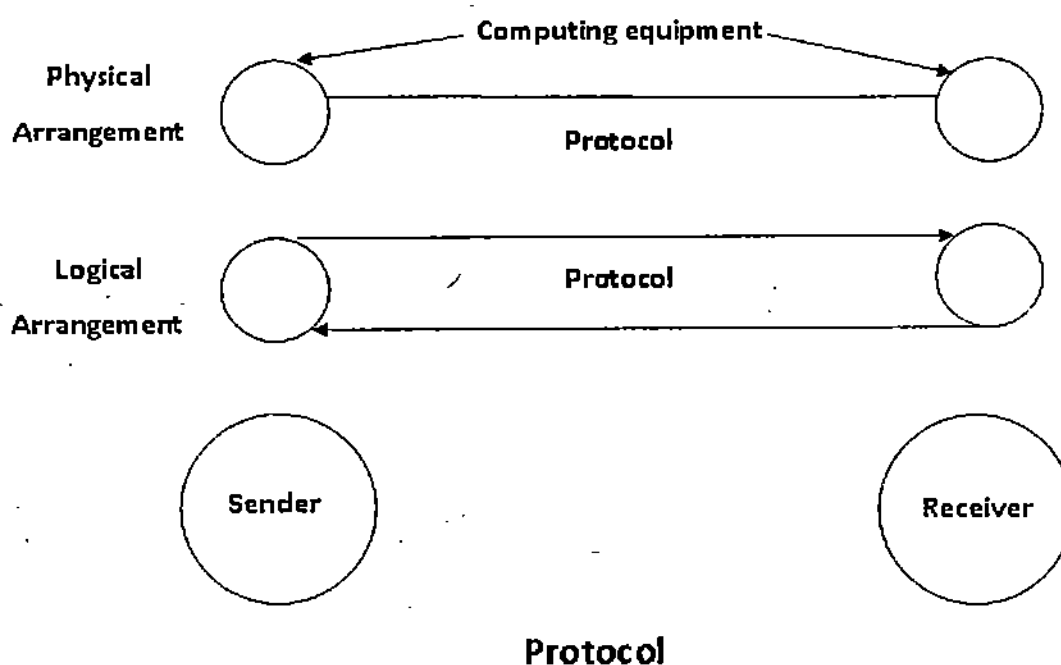 Computing equipment
Physical
Arrangement
Protocol
Logical
Arrangement
Protocol
Sender
Receiver
Protocol